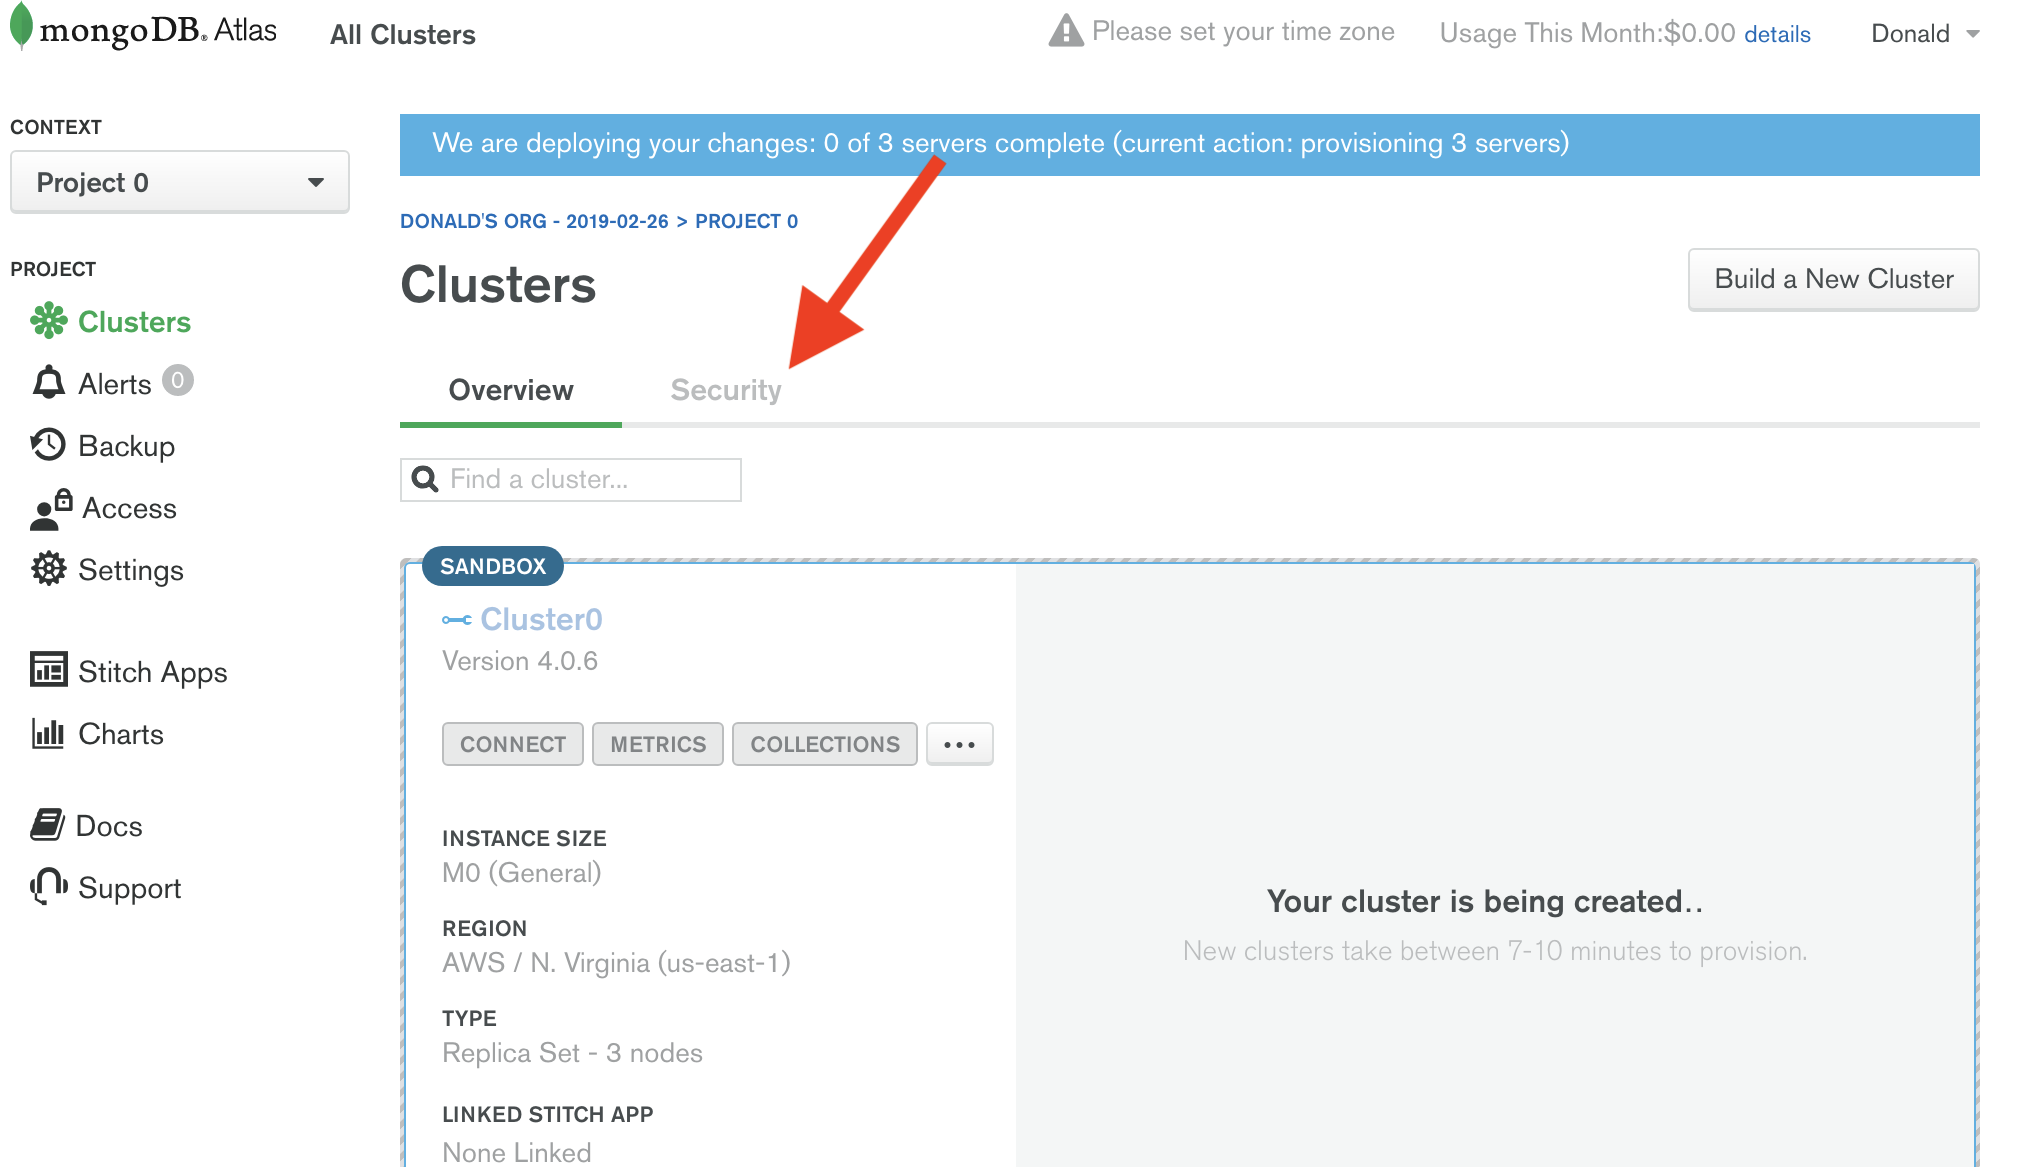 mongoDB® Atlas
All Clusters
Please set your time zone
Usage This Month:$0.00 details
Donald
CONTEXT
Project 0
PROJECT
Clusters
Alerts 0
Backup
Access
Settings
Stitch Apps
Charts
Docs
Support
We are deploying your changes: 0 of 3 servers complete (current action: provisioning 3 servers)
DONALD'S ORG - 2019-02-26 > PROJECT 0
Clusters
Build a New Cluster
Overview
Security
Find a cluster...
SANDBOX
Cluster0
Version 4.0.6
CONNECT
METRICS
COLLECTIONS
...
INSTANCE SIZE
M0 (General)
REGION
AWS / N. Virginia (us-east-1)
TYPE
Replica Set - 3 nodes
LINKED STITCH APP
None Linked
Your cluster is being created..
New clusters take between 7-10 minutes to provision.